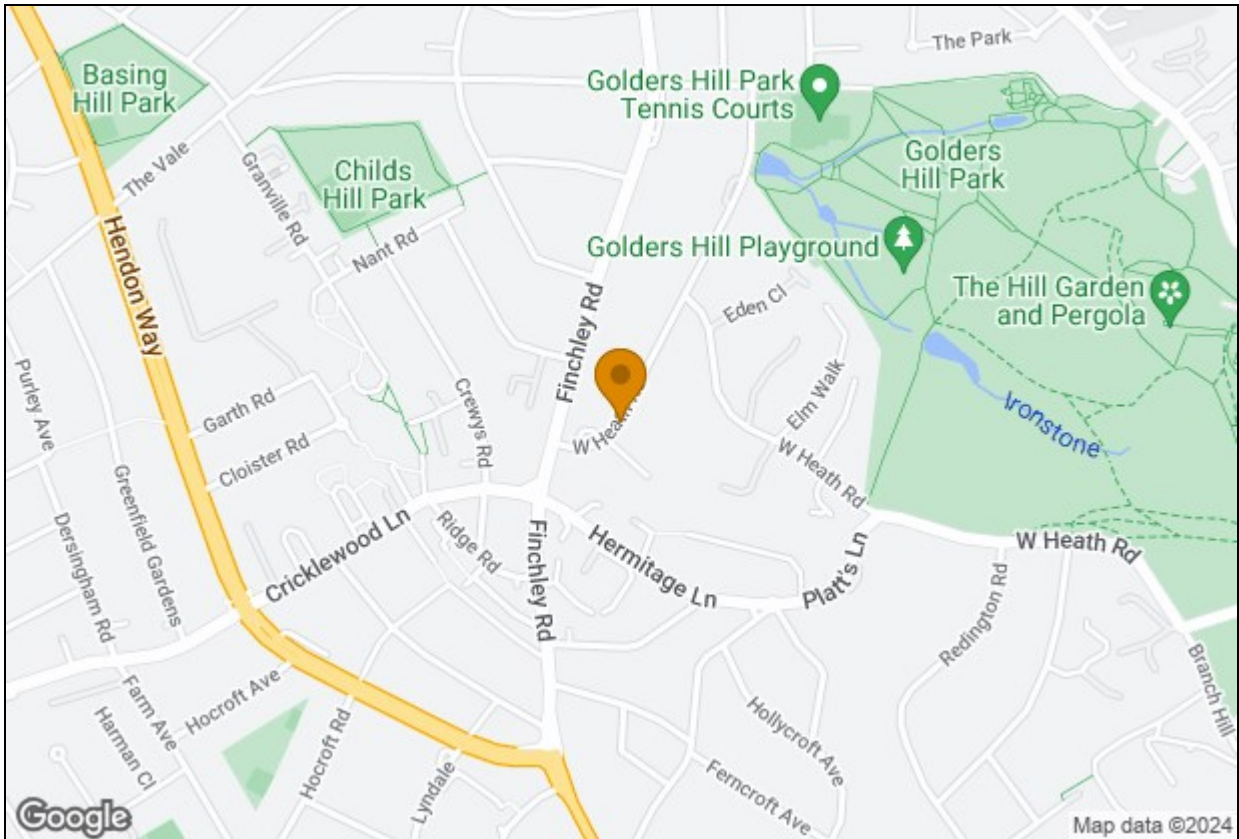 The Park
Basing
Hill Park
Golders Hill Park
Tennis Courts
The Vale
Granville Rd
Childs
Hill Park
Golders
Hill Park
Nant Rd
Hendon Way
Golders Hill Playground
The Hill Garden
and Pergola
Eden Cl
Finchley Rd
Purley Ave
Garth Rd
Crewys Rd
Elm Walk
Ironstone
W Heath
Cloister Rd
W Heath Rd
Greenfield Gardens
Dersingham Rd
Cricklewood Ln
Ridge Rd
Finchley Rd
Hermitage Ln
Platt's Ln
W Heath Rd
Redington Rd
Branch Hill
Farm Ave
Harman Cl
Hocroft Ave
Hocroft Rd
Lyndale
Hollycroft Ave
Ferncroft Ave
Google
Map data ©2024